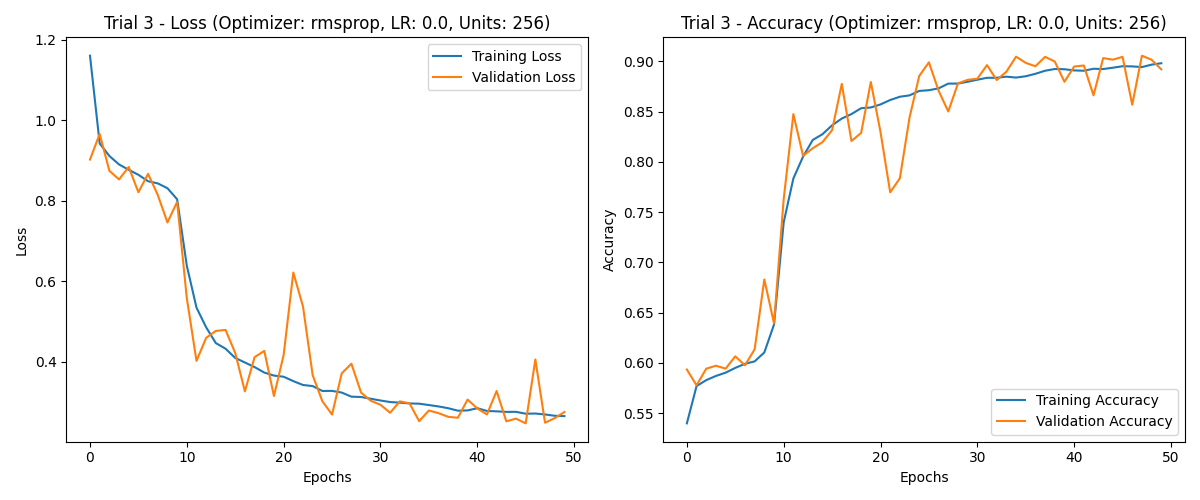 Trial 3 - Loss (Optimizer: rmsprop, LR: 0.0, Units: 256)
1.2
1.0
0.8
0.6
0.4
Loss
0
10
20
30
40
50
Epochs
Training Loss
Validation Loss
Trial 3 - Accuracy (Optimizer: rmsprop, LR: 0.0, Units: 256)
0.90
0.85
0.80
0.75
0.70
0.65
0.60
0.55
Accuracy
0
10
20
30
40
50
Epochs
Training Accuracy
Validation Accuracy